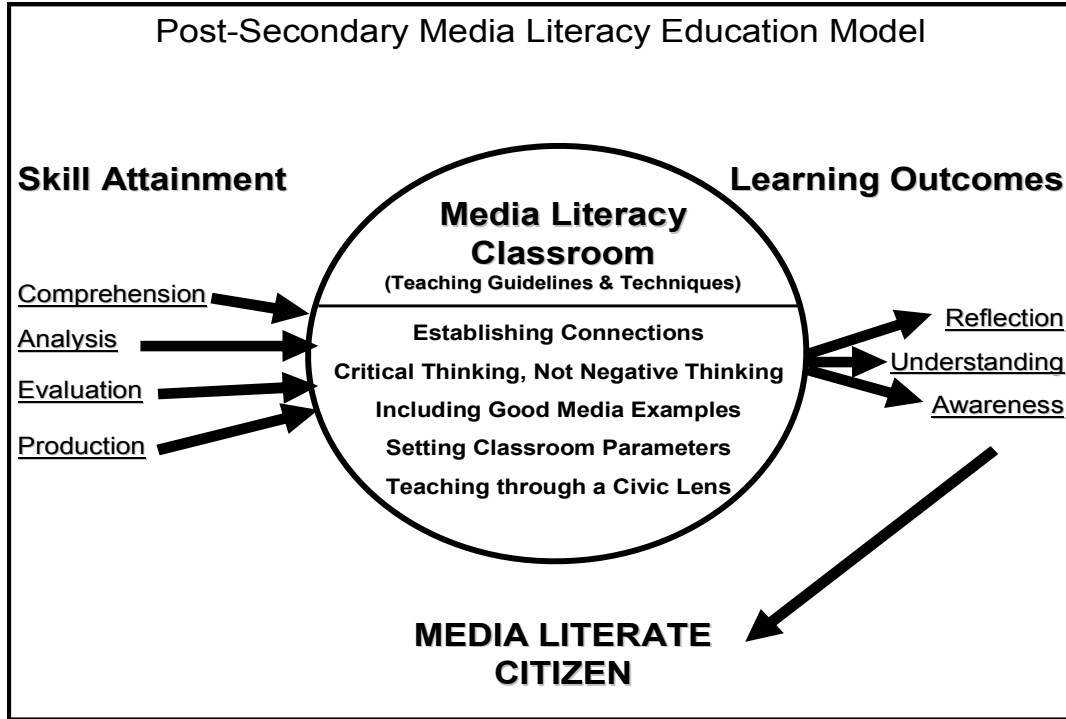 Post-Secondary Media Literacy Education Model
Skill Attainment
Comprehension
Analysis
Evaluation
Production
Media Literacy
Classroom
(Teaching Guidelines & Techniques)
Establishing Connections
Critical Thinking, Not Negative Thinking
Including Good Media Examples
Setting Classroom Parameters
Teaching through a Civic Lens
Learning Outcomes
Reflection
Understanding
Awareness
MEDIA LITERATE
CITIZEN